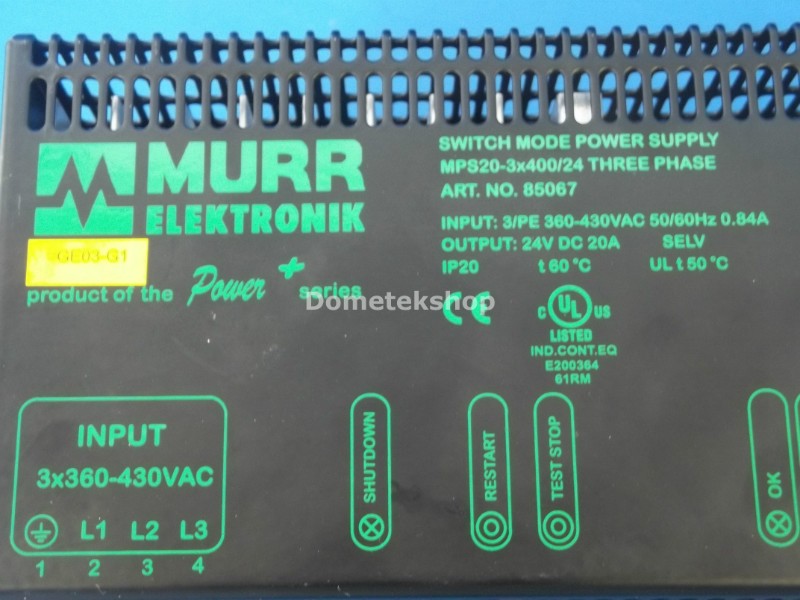 MURR
ELEKTRONIK
GE03-G1
product of the Power + series
SWITCH MODE POWER SUPPLY
MPS20-3x400/24 THREE PHASE
ART. NO. 85067
INPUT: 3/PE 360-430VAC 50/60Hz 0.84A
OUTPUT: 24V DC 20A SELV
IP20 t 60 °C UL t 50 °C
Dometekshop
CE
C UL US
LISTED
IND.CONT.EQ
E200364
61RM
INPUT
3x360-430VAC
L1 L2 L3
1 2 3 4
SHUTDOWN
RESTART
TEST STOP
OK